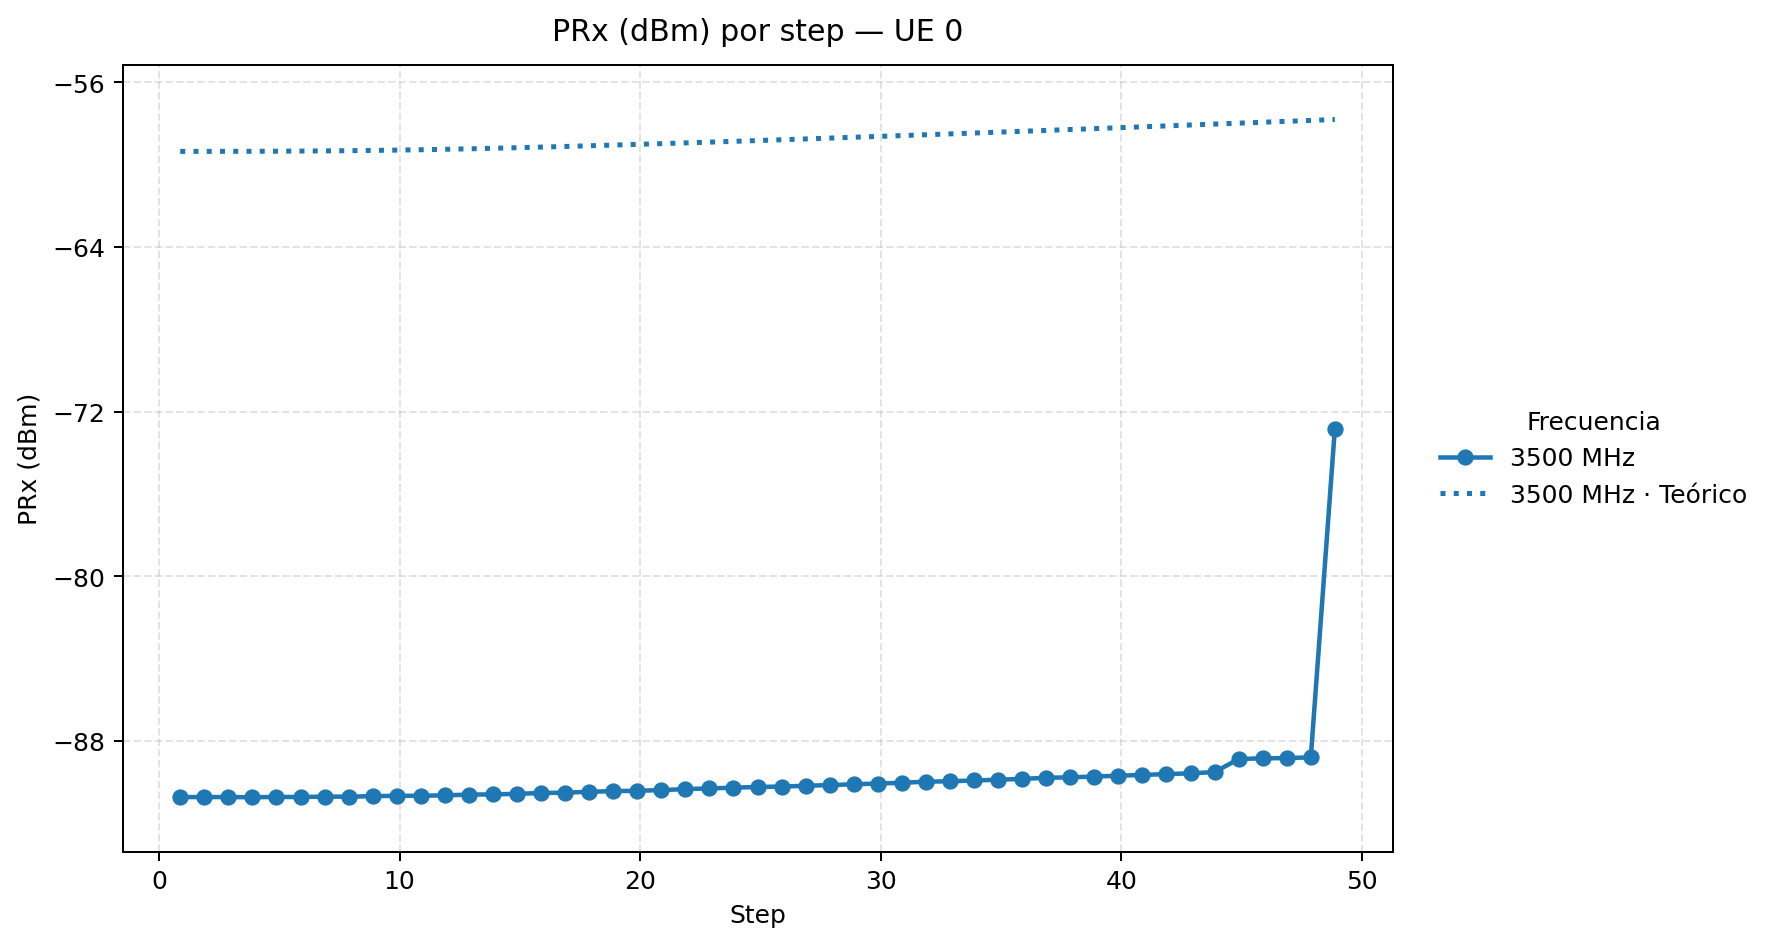 PRx (dBm) por step — UE 0
PRx (dBm)
−56
−64
−72
−80
−88
0 10 20 30 40 50
Step
Frecuencia
3500 MHz
3500 MHz · Teórico